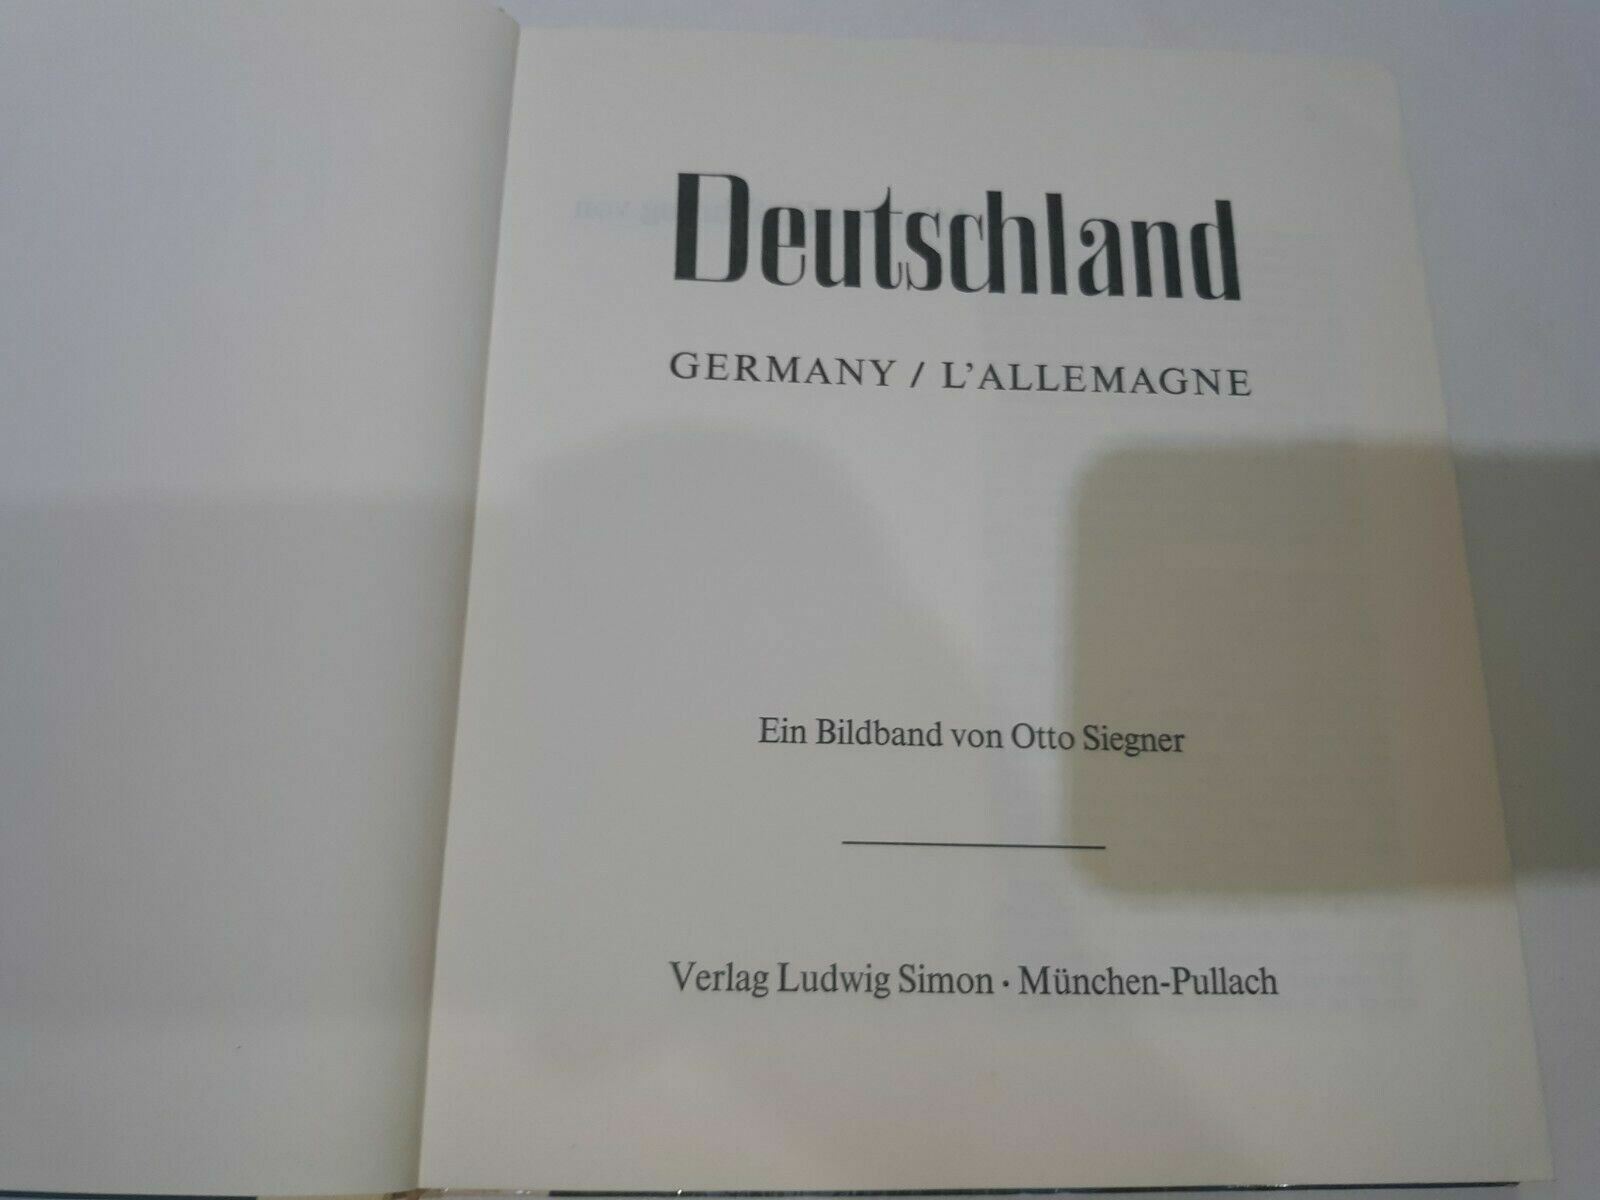 Deutschland
GERMANY / L'ALLEMAGNE
Ein Bildband von Otto Siegner
Verlag Ludwig Simon · München-Pullach